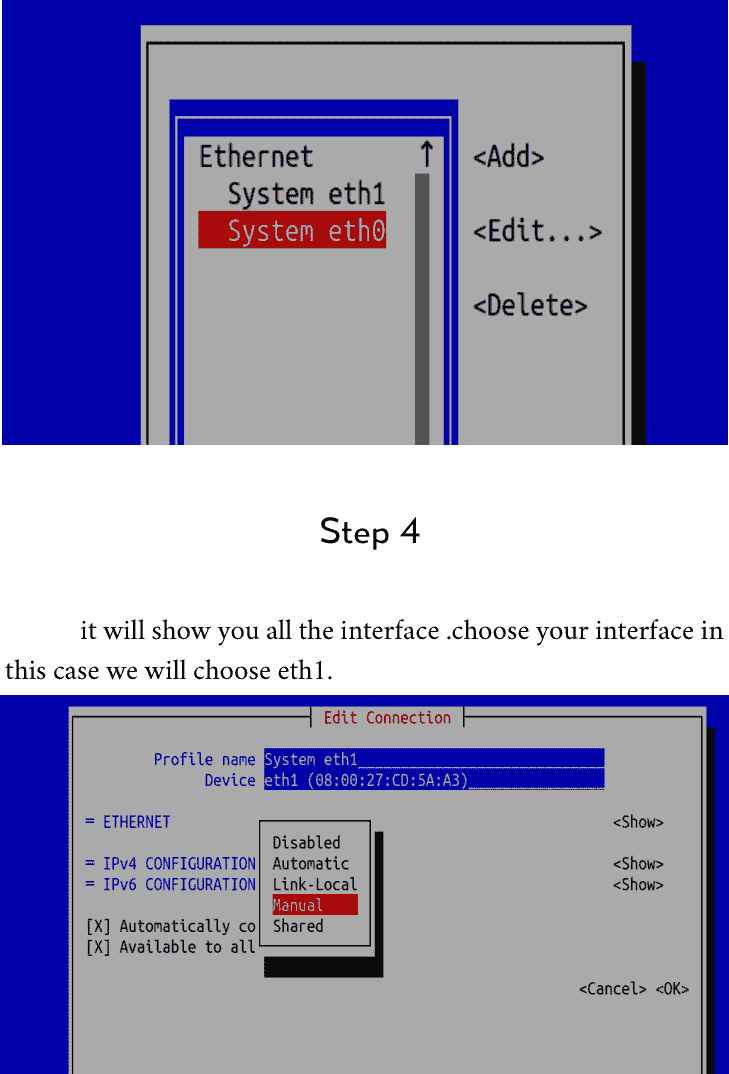 Ethernet ↑ <Add>
System eth1
System eth0 <Edit...>
<Delete>
Step 4
it will show you all the interface .choose your interface in
this case we will choose eth1.
Edit Connection
Profile name System eth1
Device eth1 (08:00:27:CD:5A:A3)
= ETHERNET <Show>
Disabled
= IPv4 CONFIGURATION Automatic <Show>
= IPv6 CONFIGURATION Link-Local <Show>
Manual
[X] Automatically co Shared
[X] Available to all
<Cancel> <OK>